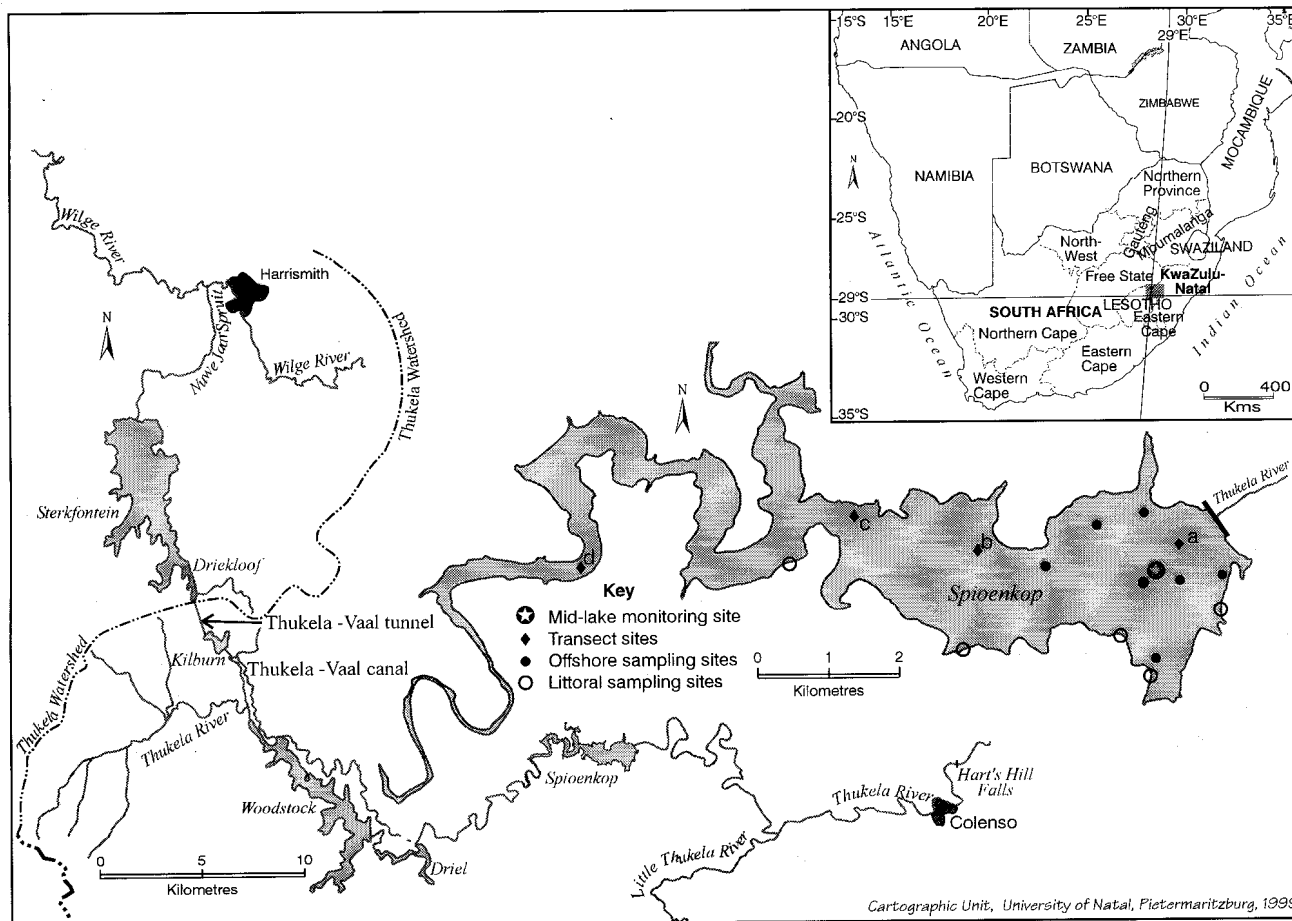 15°S
15°E
20°E
25°E
30°E
35°E
29°E
ANGOLA
ZAMBIA
ZIMBABWE
MOCAMBIQUE
20°S
N
NAMIBIA
BOTSWANA
Northern
Province
25°S
Gauteng
Mpumalanga
North-
West
SWAZILAND
Free State
KwaZulu-
Natal
29°S
30°S
SOUTH AFRICA
LESOTHO
Eastern
Cape
Northern Cape
Eastern
Cape
Western
Cape
35°S
Atlantic Ocean
Indian Ocean
0 400
Kms
Wilge River
Harrismith
N
Nuwe Jaar Spruit
Wilge River
Thukela Watershed
N
Sterkfontein
Driekloof
Thukela -Vaal tunnel
Thukela Watershed
Kilburn
Thukela -Vaal canal
Thukela River
Woodstock
Driel
0 5 10
Kilometres
Thukela River
a
b
c
d
Spioenkop
Key
Mid-lake monitoring site
Transect sites
Offshore sampling sites
Littoral sampling sites
0 1 2
Kilometres
Spioenkop
Thukela River
Hart's Hill
Falls
Colenso
Little Thukela River
Cartographic Unit, University of Natal, Pietermaritzburg, 1999